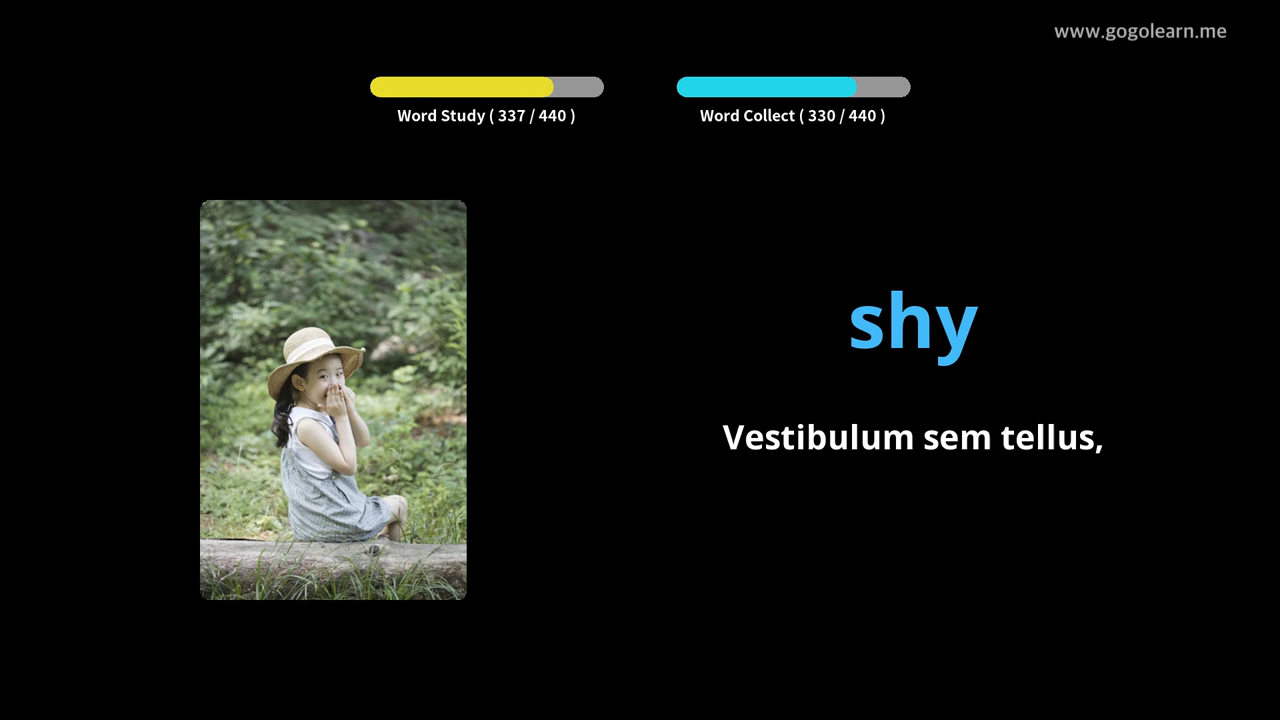 www.gogolearn.me
Word Study ( 337 / 440 )
Word Collect ( 330 / 440 )
shy
Vestibulum sem tellus,